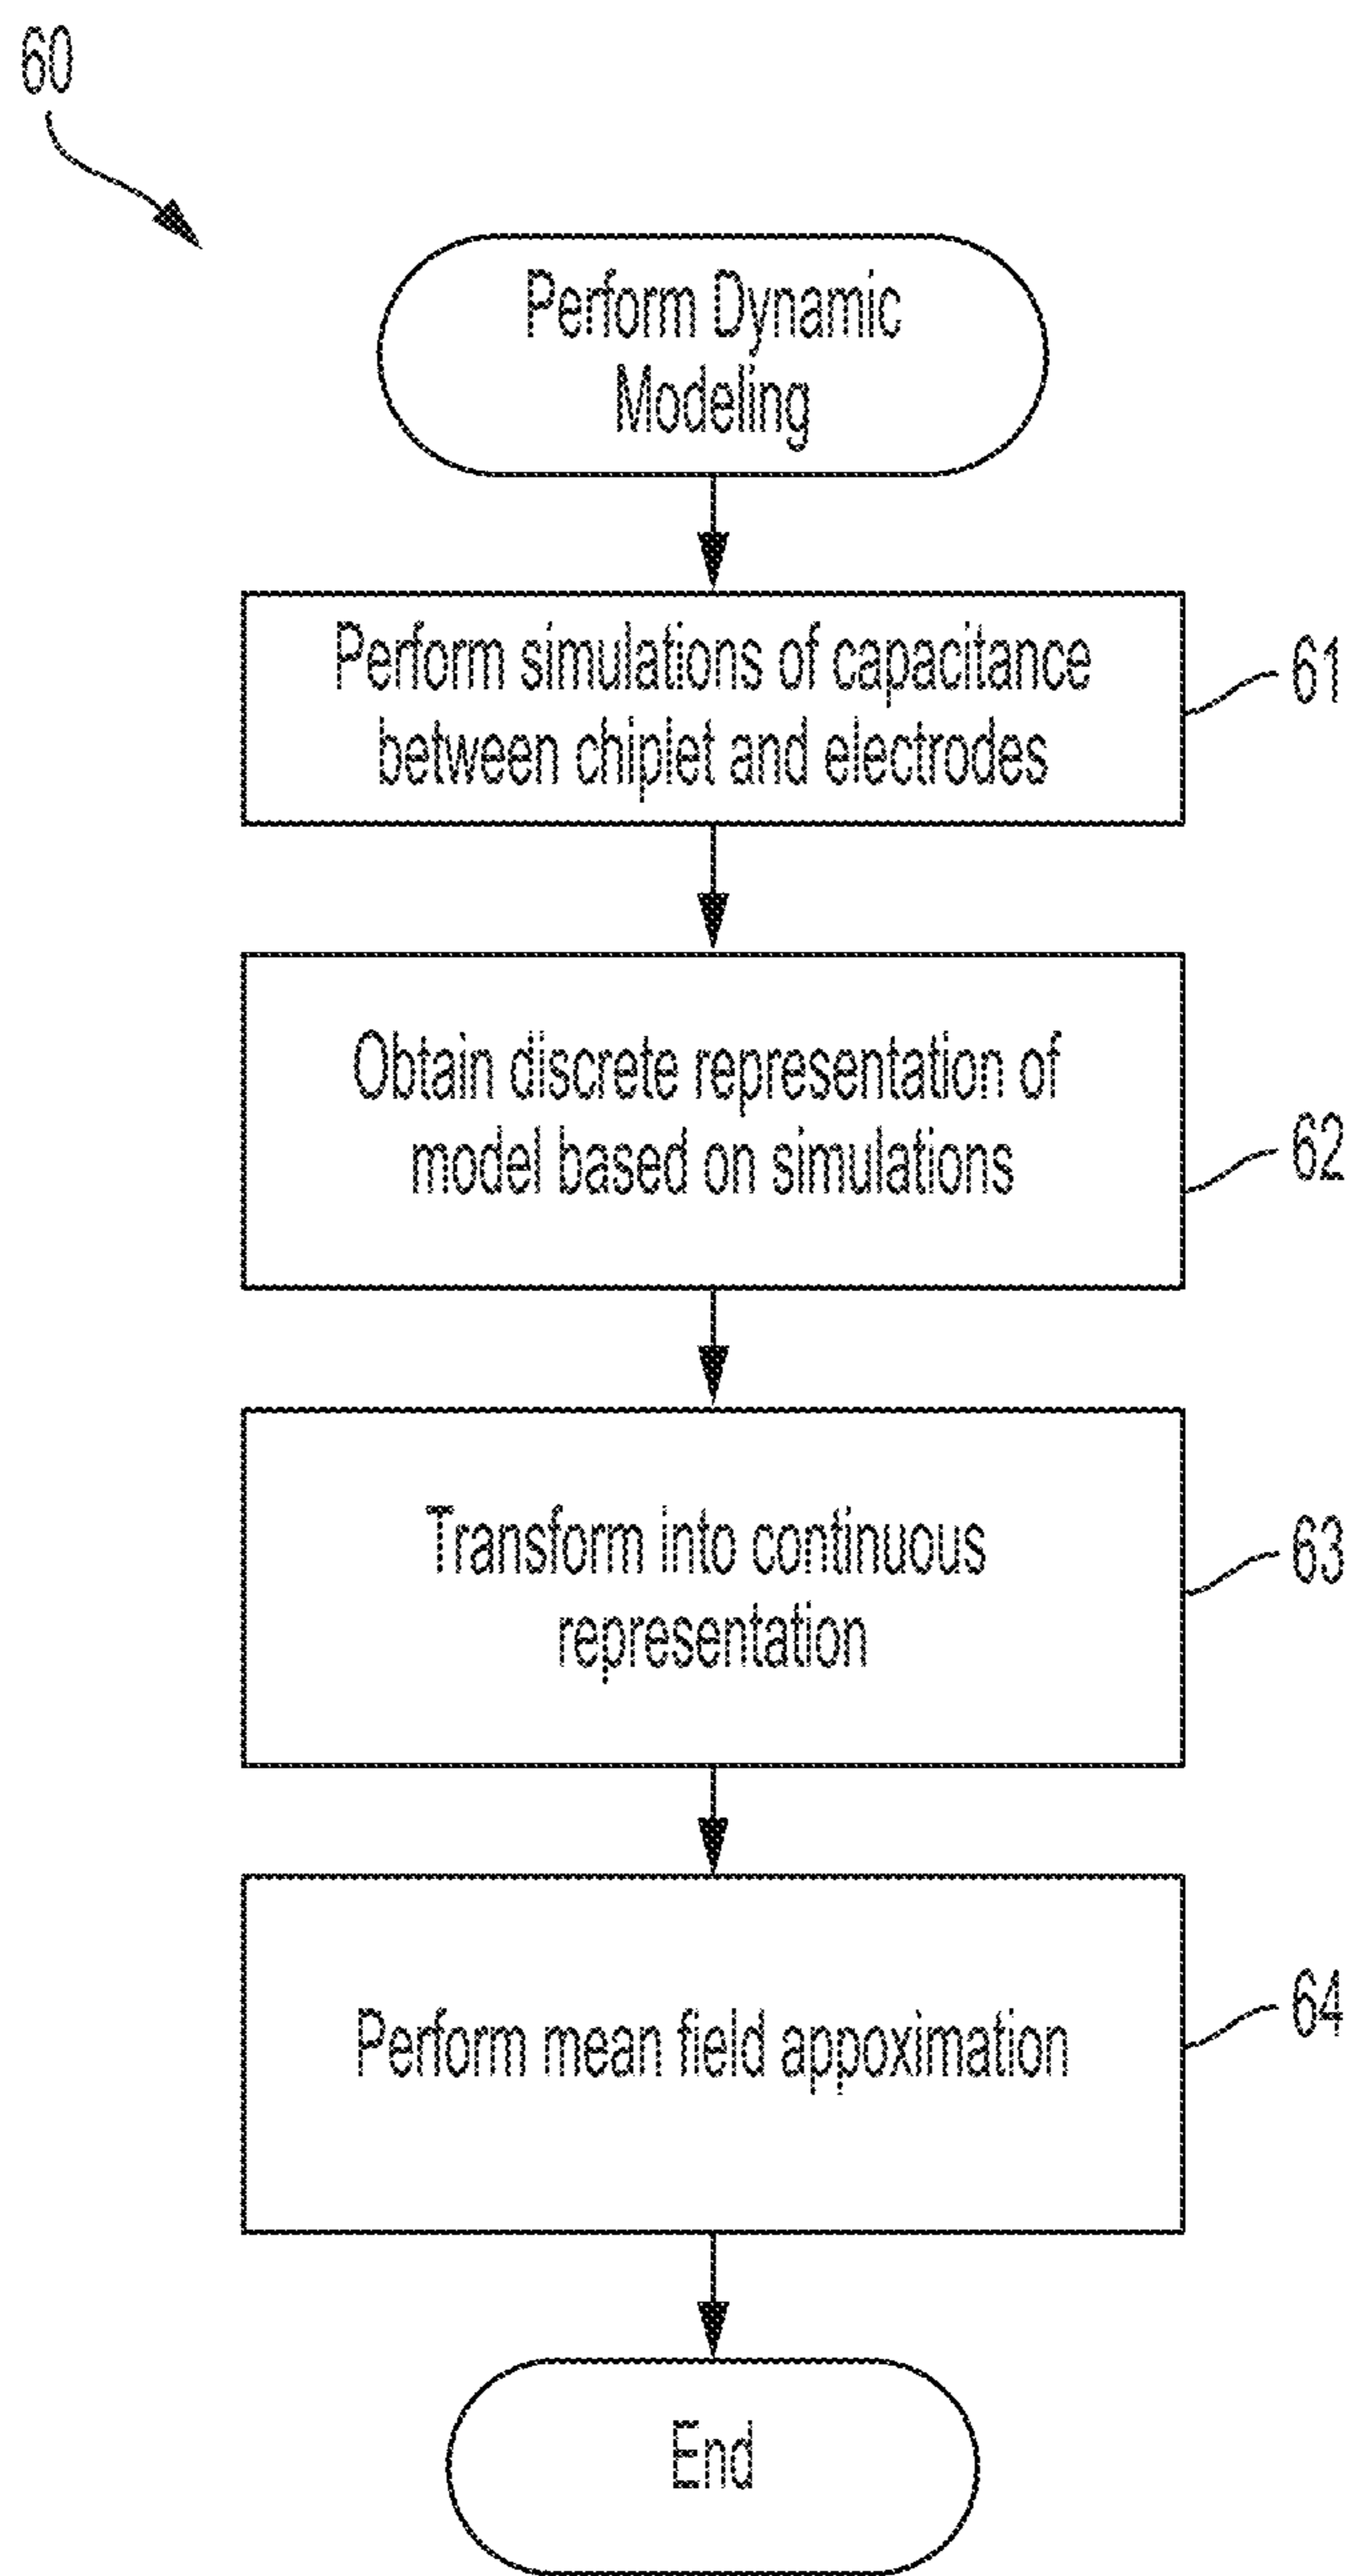 60
Perform Dynamic
Modeling
Perform simulations of capacitance
between chiplet and electrodes
61
Obtain discrete representation of
model based on simulations
62
Transform into continuous
representation
63
Perform mean field appoximation
64
End